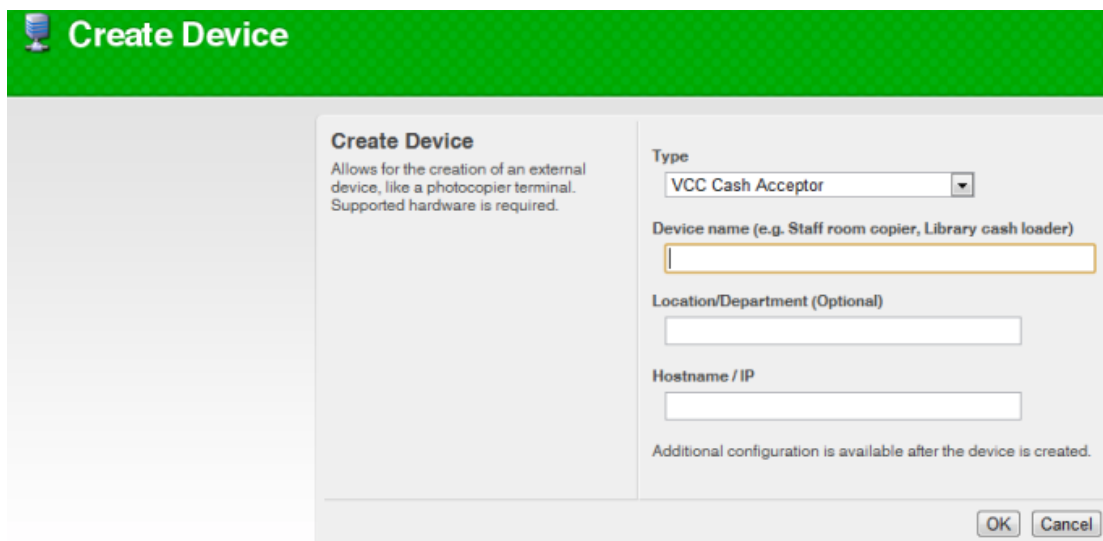 Create Device
Create Device
Allows for the creation of an external
device, like a photocopier terminal.
Supported hardware is required.
Type
VCC Cash Acceptor
Device name (e.g. Staff room copier, Library cash loader)
Location/Department (Optional)
Hostname / IP
Additional configuration is available after the device is created.
OK
Cancel